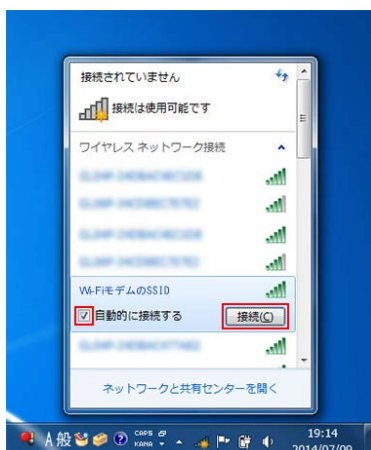 接続されていません
接続は使用可能です
ワイヤレス ネットワーク接続
Wi-FiモデムのSSID
自動的に接続する
接続(C)
ネットワークと共有センターを開く
A 般
CAPS
KANA
19:14
2014/07/09